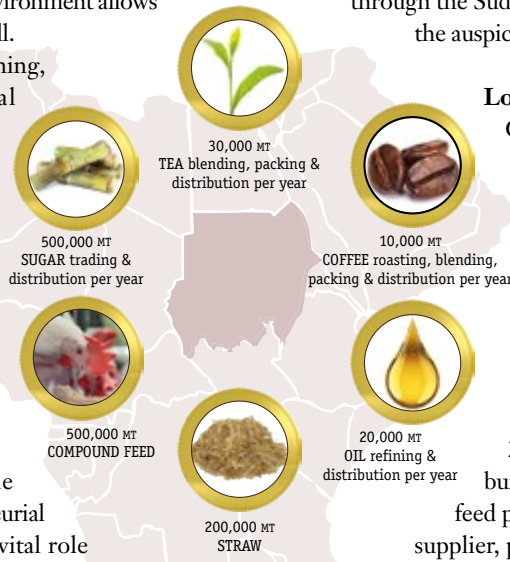 vironment allows
through the Sud
ll.
the auspic
ning,
al
Lo
30,000 MT
TEA blending, packing &
distribution per year
500,000 MT
SUGAR trading &
distribution per year
10,000 MT
COFFEE roasting, blending,
packing & distribution per year
500,000 MT
COMPOUND FEED
20,000 MT
OIL refining &
distribution per year
200,000 MT
STRAW
le
eurial
vital role
bu
feed p
supplier, p